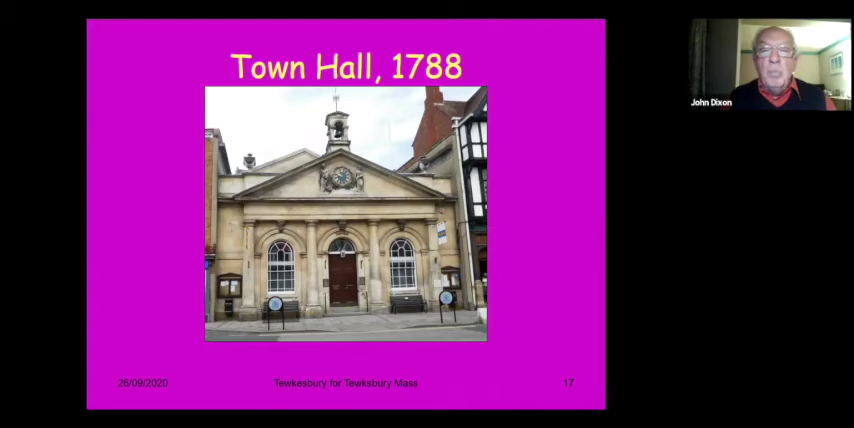 Town Hall, 1788
John Dixon
26/09/2020
Tewkesbury for Tewksbury Mass
17